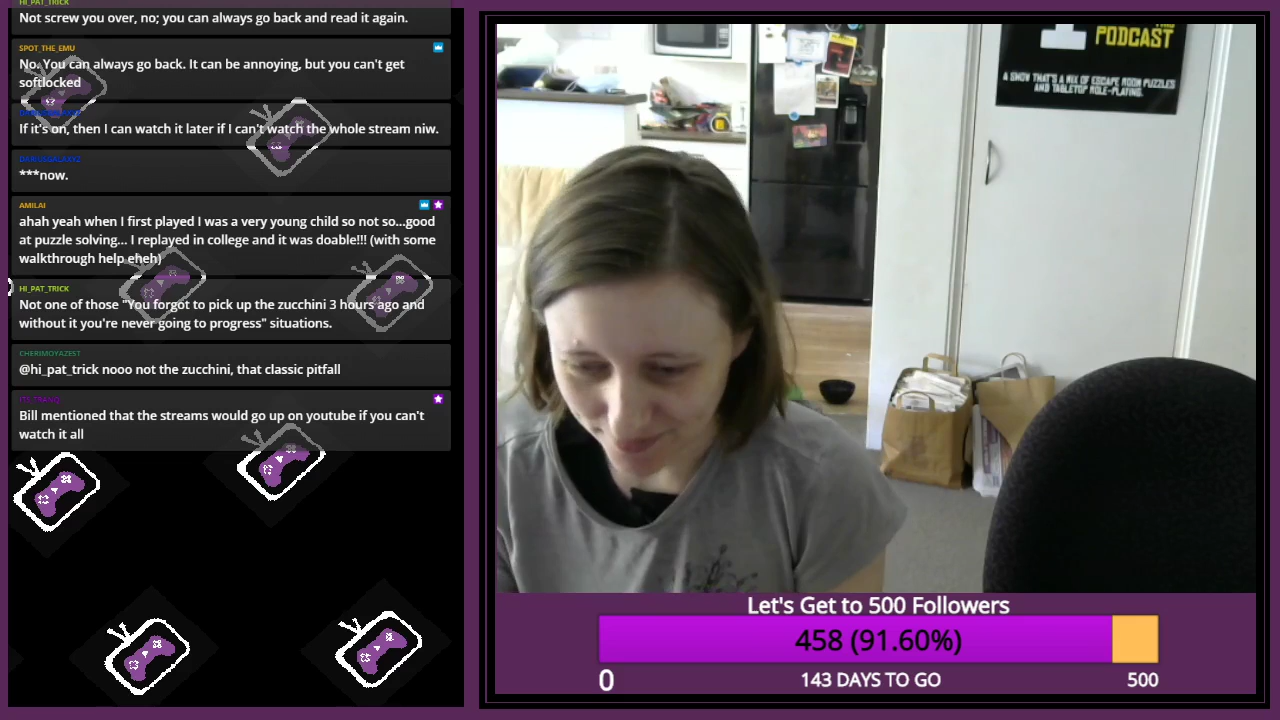 HI_PAT_TRICK
Not screw you over, no; you can always go back and read it again.
SPOT_THE_EMU
No. You can always go back. It can be annoying, but you can't get
softlocked
If it's on, then I can watch it later if I can't watch the whole stream niw.
***now.
AMILAI
ahah yeah when I first played I was a very young child so not so...good
at puzzle solving... I replayed in college and it was doable!!! (with some
walkthrough help eheh)
HI_PAT_TRICK
Not one of those "You forgot to pick up the zucchini 3 hours ago and
without it you're never going to progress" situations.
CHERIMOYAZEST
@hi_pat_trick nooo not the zucchini, that classic pitfall
Bill mentioned that the streams would go up on youtube if you can't
watch it all
THIS
PODCAST
A SHOW THAT'S A MIX OF ESCAPE ROOM PUZZLES
AND TABLETOP ROLE-PLAYING.
Let's Get to 500 Followers
458 (91.60%)
0 143 DAYS TO GO 500